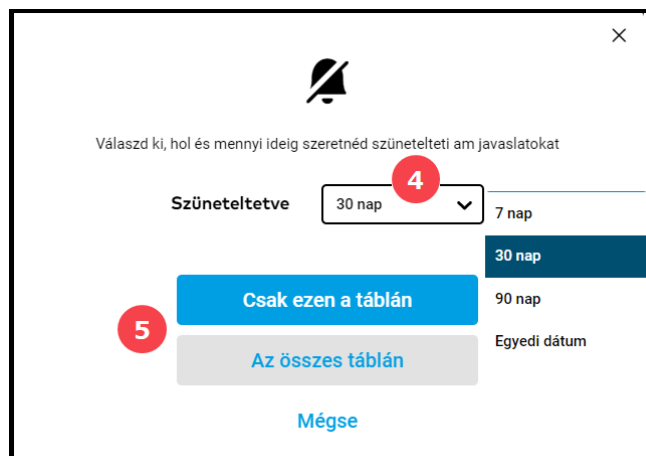 Válaszd ki, hol és mennyi ideig szeretnéd szünetelteti am javaslatokat
4
Szüneteltetve
30 nap
7 nap
30 nap
90 nap
Egyedi dátum
5
Csak ezen a táblán
Az összes táblán
Mégse